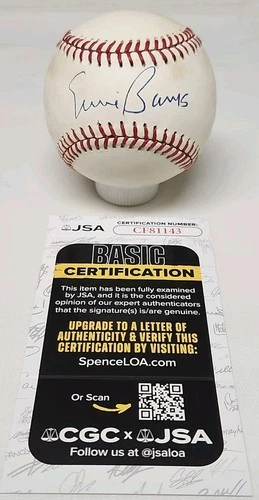 Ernie Banks
JSA
CERTIFICATION NUMBER:
CF81143
BASIC
CERTIFICATION
This item has been fully examined
by JSA, and it is the considered
opinion of our expert authenticators
that the signature(s) is/are genuine.
UPGRADE TO A LETTER OF
AUTHENTICITY & VERIFY THIS
CERTIFICATION BY VISITING:
SpenceLOA.com
Or Scan
CGC x JSA
Follow us at @jsaloa